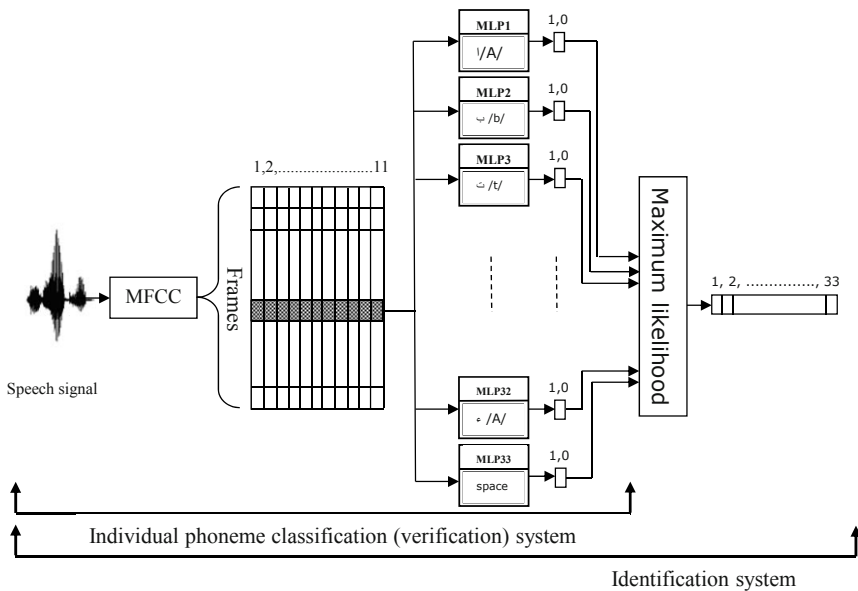 MLP1
ا/A/
1,0
MLP2
ب /b/
1,0
MLP3
ت /t/
1,0
1,2,.......................11
Frames
MFCC
Speech signal
Maximum likelihood
1, 2, ................, 33
MLP32
ء /A/
1,0
MLP33
space
1,0
Individual phoneme classification (verification) system
Identification system